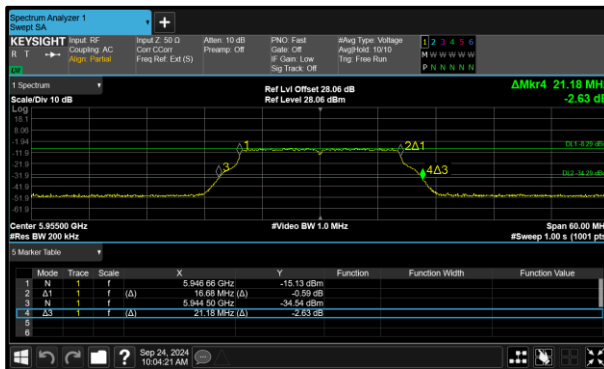 Spectrum Analyzer 1
Swept SA
+
KEYSIGHT Input: RF Input Z: 50 Ω Atten: 10 dB PNO: Fast #Avg Type: Voltage 1 2 3 4 5 6
R T Coupling: AC Corr CCorr Preamp: Off Gate: Off Avg|Hold: 10/10 M W W W W W
Align: Partial Freq Ref: Ext (S) IF Gain: Low Trig: Free Run P N N N N N
Sig Track: Off
1 Spectrum Ref Lvl Offset 28.06 dB ΔMkr4 21.18 MHz
Scale/Div 10 dB Ref Level 28.06 dBm -2.63 dB
Log
18.1
8.06
-1.94
-11.9
-21.9
-31.9
-41.9
-51.9
-61.9
1 2Δ1
3 4Δ3
DL1 -8.29 dB
DL2 -34.29 dB
Center 5.95500 GHz #Video BW 1.0 MHz Span 60.00 MH
#Res BW 200 kHz #Sweep 1.00 s (1001 pts
5 Marker Table
Mode Trace Scale X Y Function Function Width Function Value
1 N 1 f 5.946 66 GHz -15.13 dBm
2 Δ1 1 f (Δ) 16.68 MHz (Δ) -0.59 dB
3 N 1 f 5.944 50 GHz -34.54 dBm
4 Δ3 1 f (Δ) 21.18 MHz (Δ) -2.63 dB
5
6
? Sep 24, 2024
10:04:21 AM